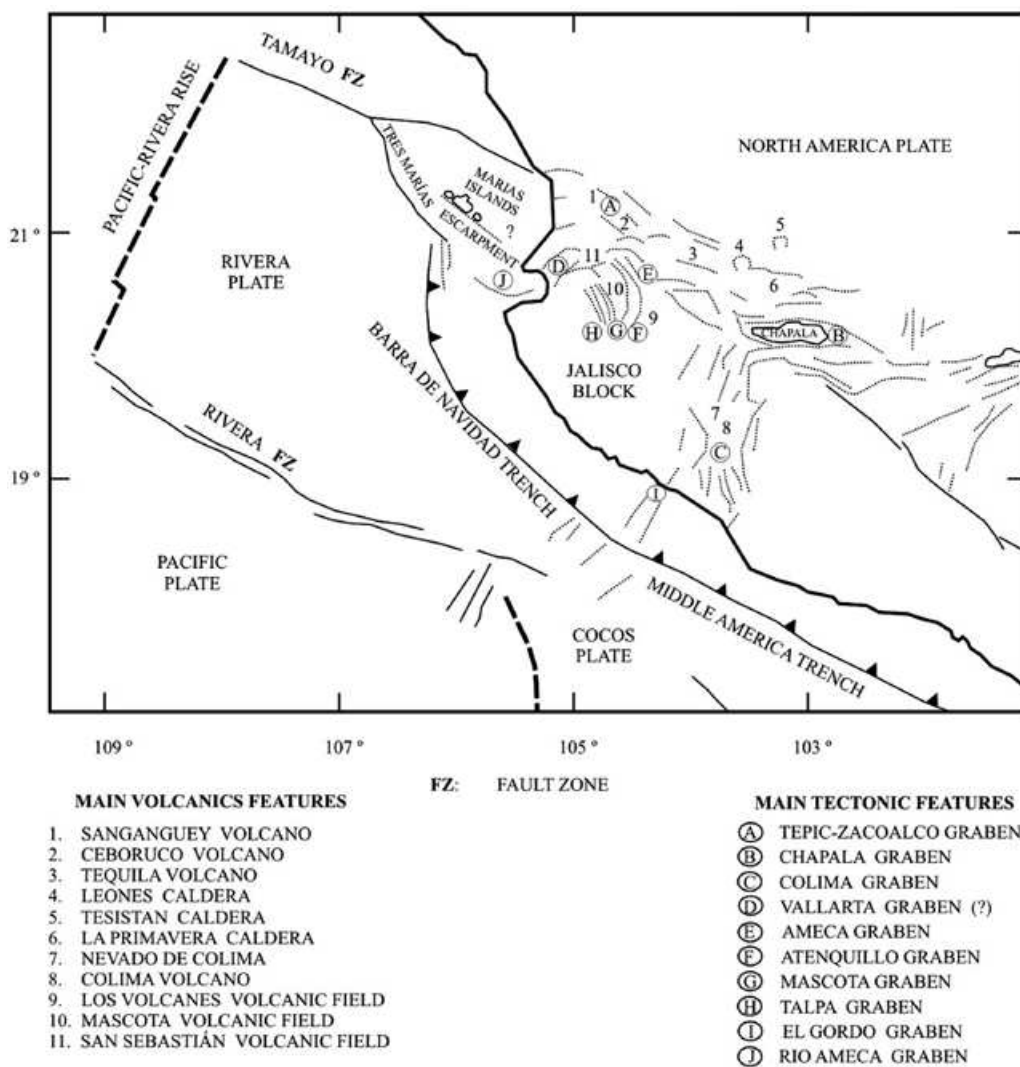 TAMAYO FZ
PACIFIC-RIVERA RISE
NORTH AMERICA PLATE
TRES MARÍAS
ESCARPMENT
MARIAS
ISLANDS
?
1
A
2
5
4
3
6
21 º
RIVERA
PLATE
D
11
E
J
10
9
H
G
F
CHAPALA
B
JALISCO
BLOCK
BARRA DE NAVIDAD TRENCH
7
8
C
RIVERA FZ
19 º
I
PACIFIC
PLATE
COCOS
PLATE
MIDDLE AMERICA TRENCH
109 º
107 º
105 º
103 º
FZ: FAULT ZONE
MAIN VOLCANICS FEATURES
1. SANGANGUEY VOLCANO
2. CEBORUCO VOLCANO
3. TEQUILA VOLCANO
4. LEONES CALDERA
5. TESISTAN CALDERA
6. LA PRIMAVERA CALDERA
7. NEVADO DE COLIMA
8. COLIMA VOLCANO
9. LOS VOLCANES VOLCANIC FIELD
10. MASCOTA VOLCANIC FIELD
11. SAN SEBASTIÁN VOLCANIC FIELD
MAIN TECTONIC FEATURES
A TEPIC-ZACOALCO GRABEN
B CHAPALA GRABEN
C COLIMA GRABEN
D VALLARTA GRABEN (?)
E AMECA GRABEN
F ATENQUILLO GRABEN
G MASCOTA GRABEN
H TALPA GRABEN
I EL GORDO GRABEN
J RIO AMECA GRABEN